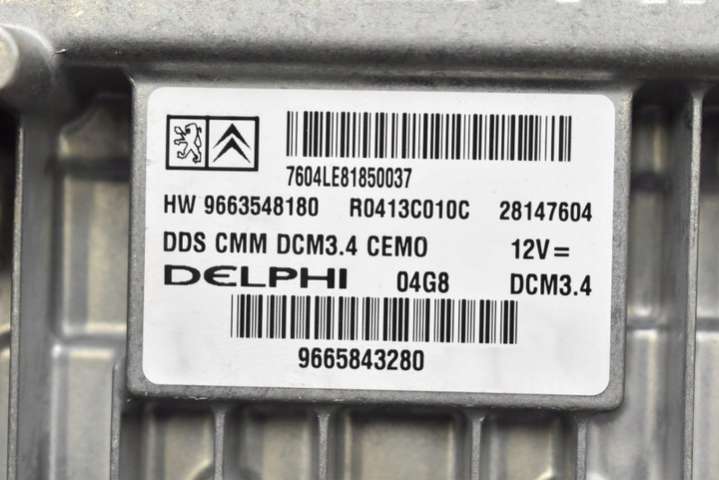 7604LE81850037
HW 9663548180 R0413C010C 28147604
DDS CMM DCM3.4 CEMO 12V =
DELPHI 04G8 DCM3.4
9665843280